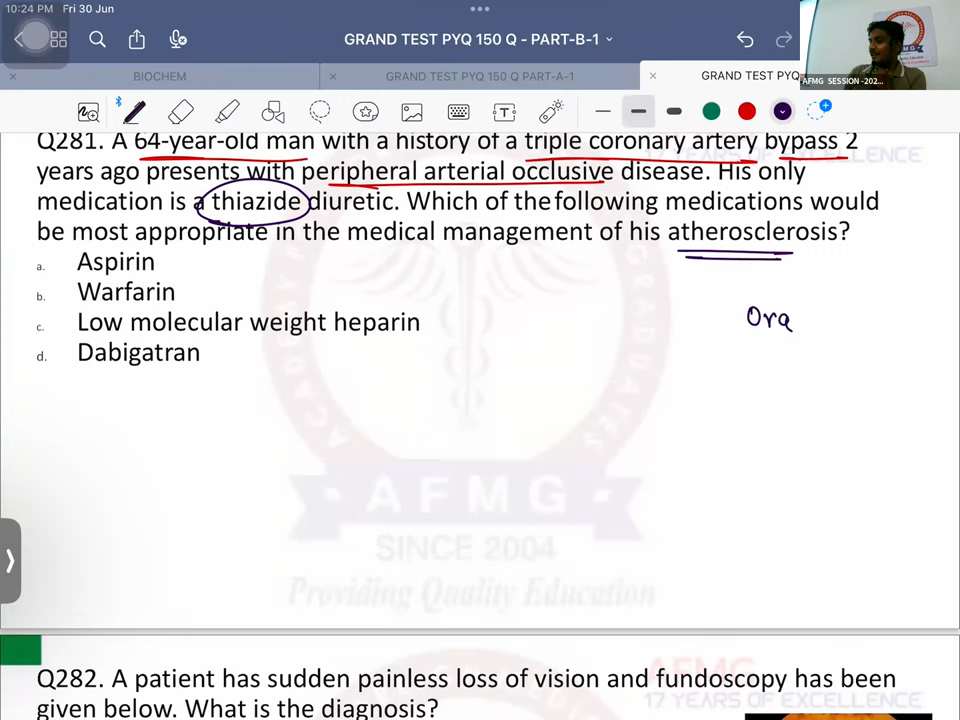 10:24 PM Fri 30 Jun
GRAND TEST PYQ 150 Q - PART-B-1
BIOCHEM
GRAND TEST PYQ 150 Q PART-A-1
GRAND TEST PYQ
AFMG SESSION -202...
17 YEARS OF EXCELLENCE
Q281. A 64-year-old man with a history of a triple coronary artery bypass 2
years ago presents with peripheral arterial occlusive disease. His only
medication is a thiazide diuretic. Which of the following medications would
be most appropriate in the medical management of his atherosclerosis?
a. Aspirin
b. Warfarin
c. Low molecular weight heparin
d. Dabigatran
Ora
AFMG
SINCE 2004
Providing Quality Education
AFMG
17 YEARS OF EXCELLENCE
Q282. A patient has sudden painless loss of vision and fundoscopy has been
given below. What is the diagnosis?